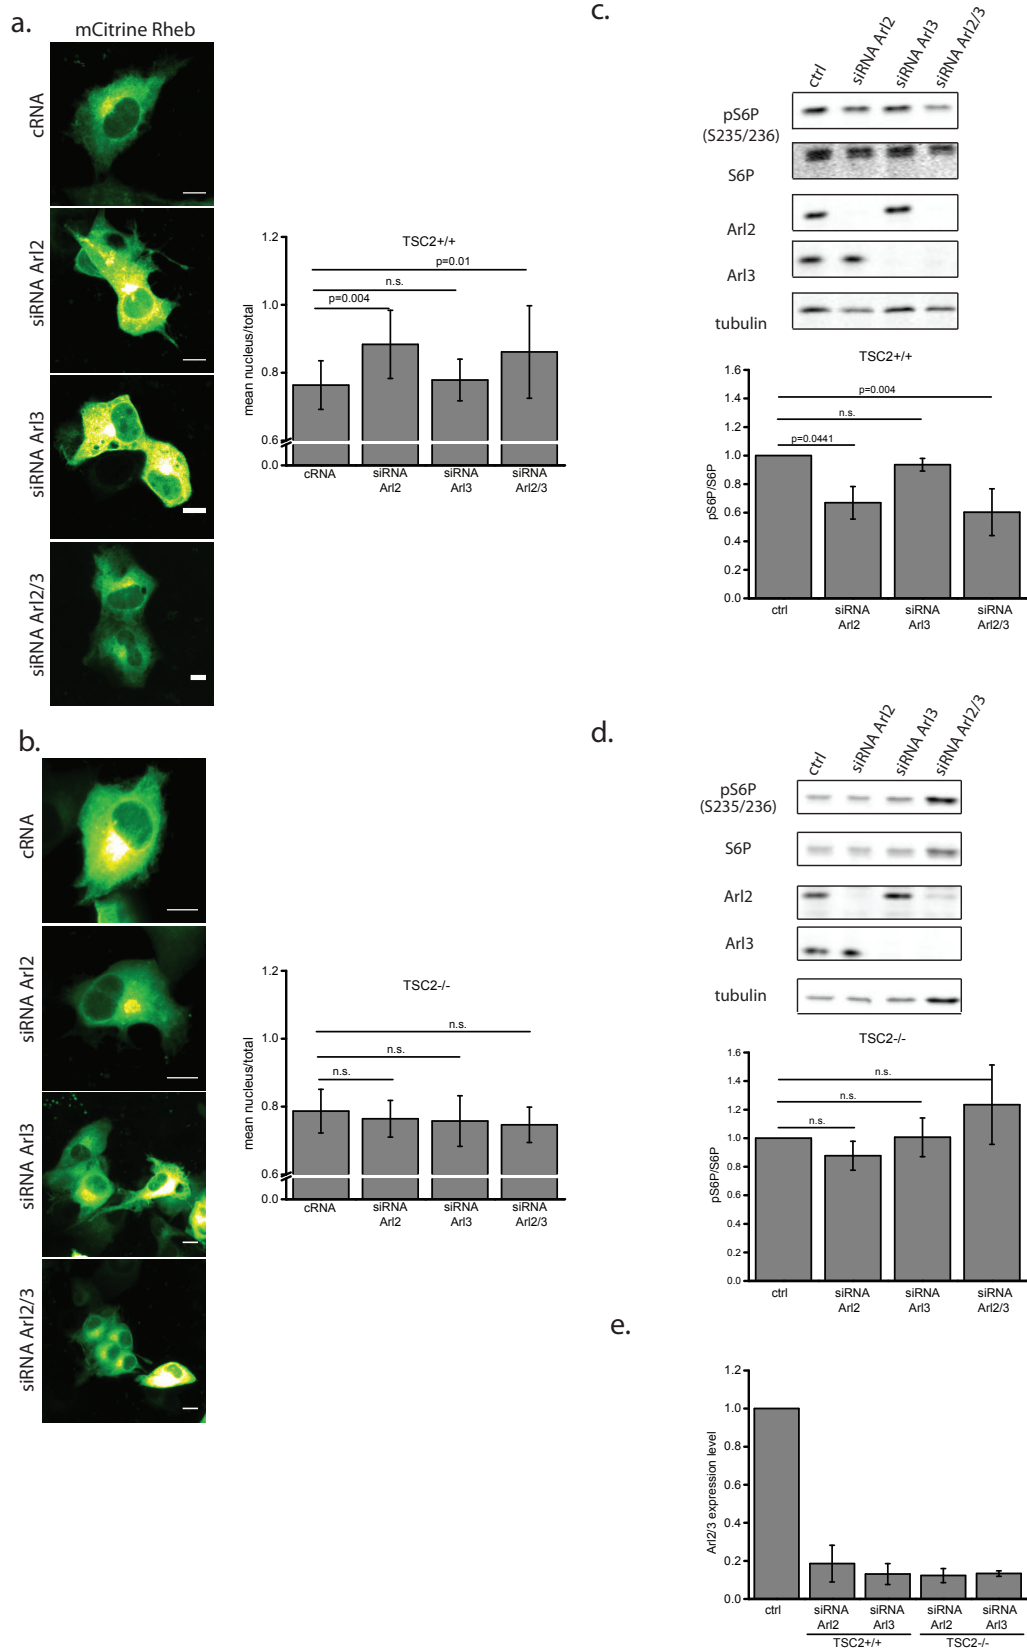 a.
mCitrine Rheb
cRNA
siRNA Arl2
siRNA Arl3
siRNA Arl2/3
TSC2+/+
p=0.01
n.s.
p=0.004
mean nucleus/total
1.2
1.0
0.8
0.6
0.0
cRNA
siRNA
Arl2
siRNA
Arl3
siRNA
Arl2/3
b.
cRNA
siRNA Arl2
siRNA Arl3
siRNA Arl2/3
TSC2-/-
n.s.
n.s.
n.s.
mean nucleus/total
1.2
1.0
0.8
0.6
0.0
cRNA
siRNA
Arl2
siRNA
Arl3
siRNA
Arl2/3
c.
ctrl
siRNA Arl2
siRNA Arl3
siRNA Arl2/3
pS6P
(S235/236)
S6P
Arl2
Arl3
tubulin
TSC2+/+
p=0.004
n.s.
p=0.0441
pS6P/S6P
1.6
1.4
1.2
1.0
0.8
0.6
0.4
0.2
0.0
ctrl
siRNA
Arl2
siRNA
Arl3
siRNA
Arl2/3
d.
ctrl
siRNA Arl2
siRNA Arl3
siRNA Arl2/3
pS6P
(S235/236)
S6P
Arl2
Arl3
tubulin
TSC2-/-
n.s.
n.s.
n.s.
pS6P/S6P
1.6
1.4
1.2
1.0
0.8
0.6
0.4
0.2
0.0
ctrl
siRNA
Arl2
siRNA
Arl3
siRNA
Arl2/3
e.
Arl2/3 expression level
1.2
1.0
0.8
0.6
0.4
0.2
0.0
ctrl
siRNA
Arl2
siRNA
Arl3
siRNA
Arl2
siRNA
Arl3
TSC2+/+
TSC2-/-